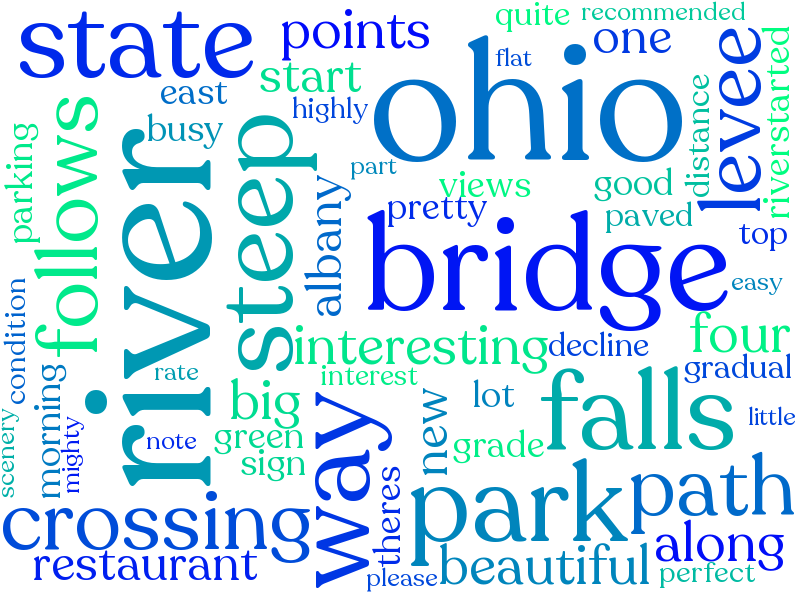 quite recommended
state points one
ohio
flat
start
east highly
levee
riverstarted
distance
busy
follows
parking
river
steep
part
views good
albany
pretty paved
top
bridge
easy
condition
interesting decline four
gradual
rate
interest
morning
big
lot
falls
little
scenery
mighty
note green
sign
way
new
grade
theres
park path
crossing
along
restaurant
please beautiful perfect